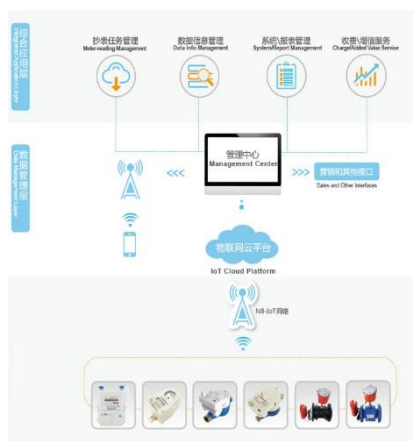 综合应用层
抄表任务管理
Meter-reading Management
数据信息管理
Data Info Management
系统\报表管理
System/Report Management
收费\增值服务
Charge/Added Value Service
数据管理层
Data Management Layer
管理中心
Management Center
<<<
>>>
营销和其他接口
Sales and Other Interfaces
物联网云平台
IoT Cloud Platform
NB-IoT网络